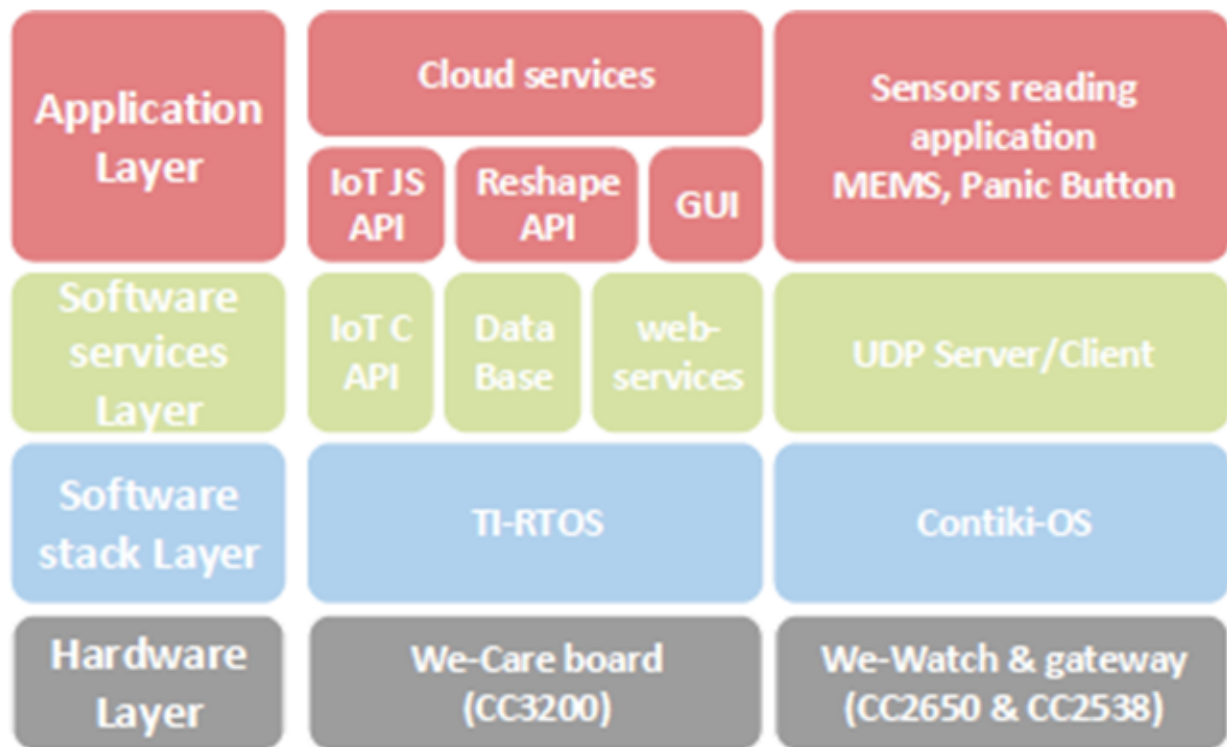 Application
Layer
Cloud services
Sensors reading
application
MEMS, Panic Button
IoT JS
API
Reshape
API
GUI
Software
services
Layer
IoT C
API
Data
Base
web-
services
UDP Server/Client
Software
stack Layer
TI-RTOS
Contiki-OS
Hardware
Layer
We-Care board
(CC3200)
We-Watch & gateway
(CC2650 & CC2538)